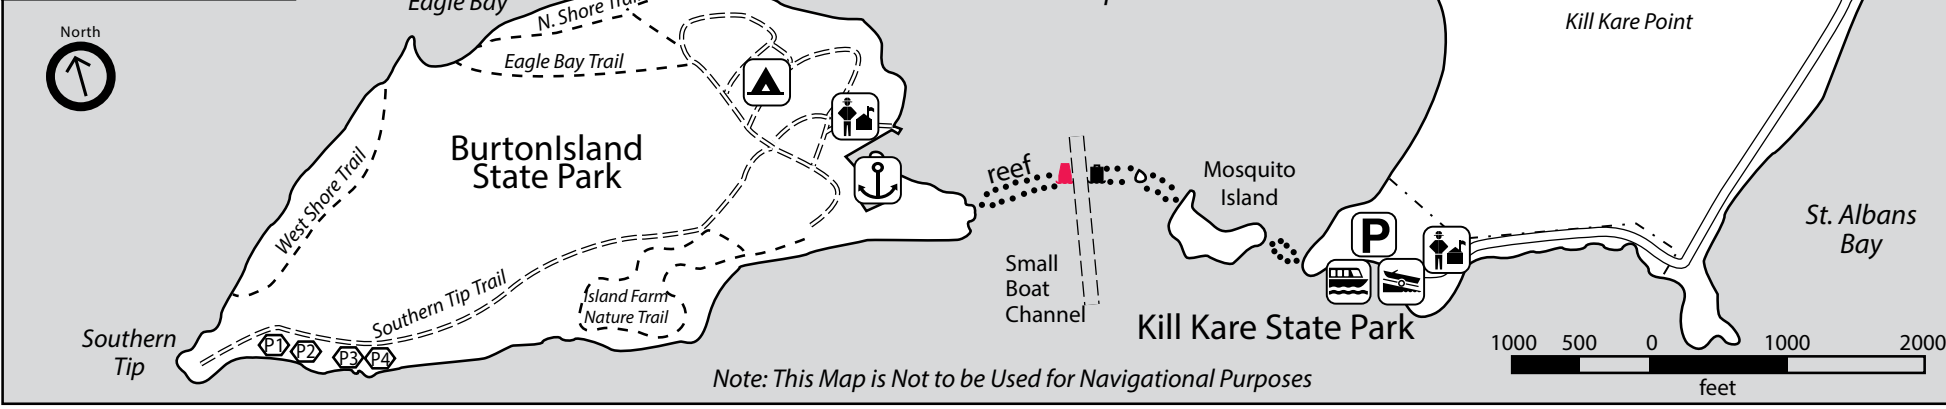 Eagle Bay
N. Shore Trail
Kill Kare Point
North
Eagle Bay Trail
BurtonIsland
State Park
West Shore Trail
reef
Mosquito
Island
P
St. Albans
Bay
Small
Boat
Channel
Island Farm
Nature Trail
Southern Tip Trail
Southern
Tip
P1
P2
P3
P4
Kill Kare State Park
1000 500 0 1000 2000
feet
Note: This Map is Not to be Used for Navigational Purposes